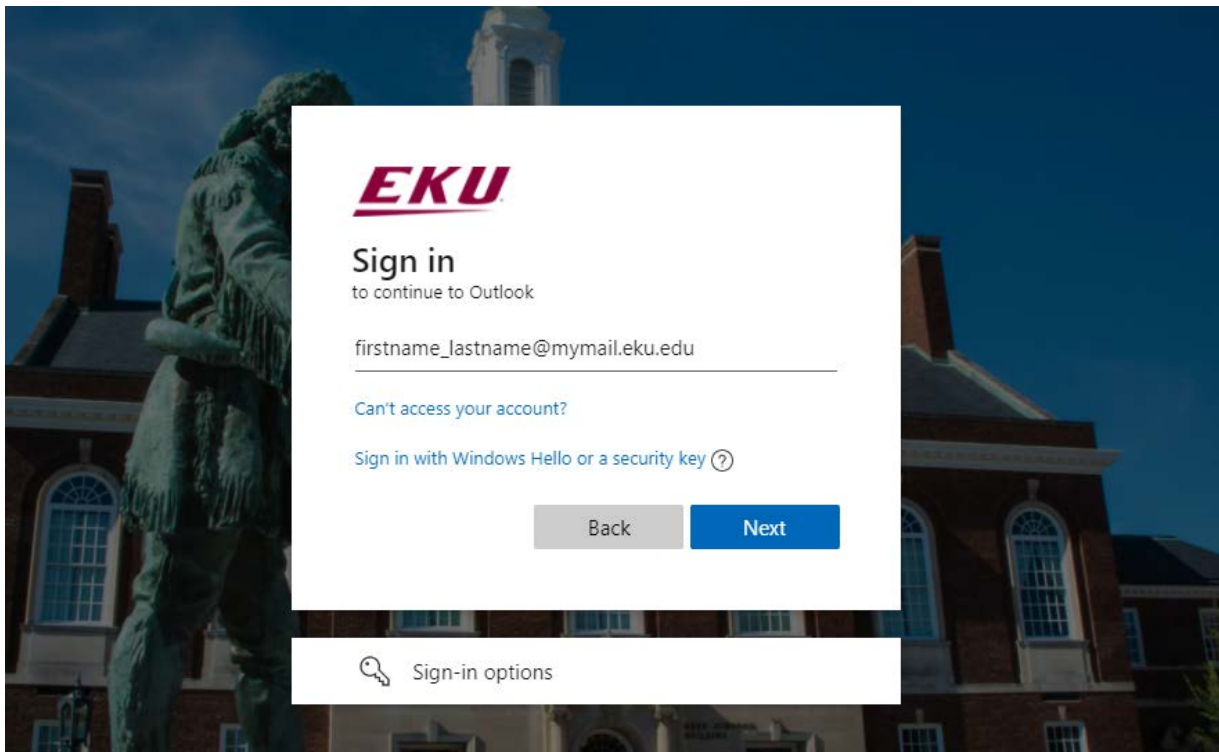 EKU
Sign in
to continue to Outlook
firstname_lastname@mymail.eku.edu
Can't access your account?
Sign in with Windows Hello or a security key ?
Back Next
Sign-in options